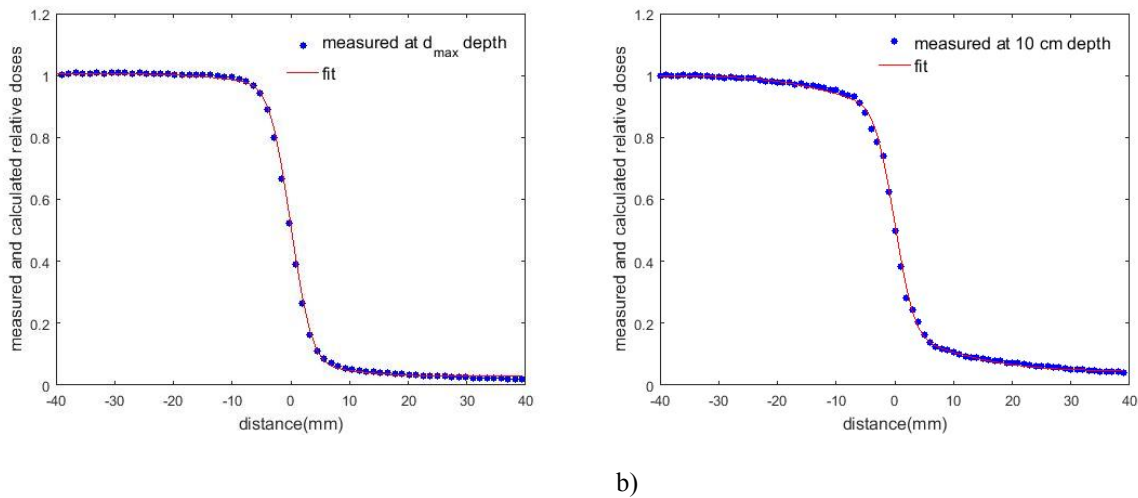 1.2
1
0.8
0.6
0.4
0.2
0
measured and calculated relative doses
measured at dmax depth
fit
-40 -30 -20 -10 0 10 20 30 40
distance(mm)
1.2
1
0.8
0.6
0.4
0.2
0
measured and calculated relative doses
measured at 10 cm depth
fit
-40 -30 -20 -10 0 10 20 30 40
distance(mm)
b)